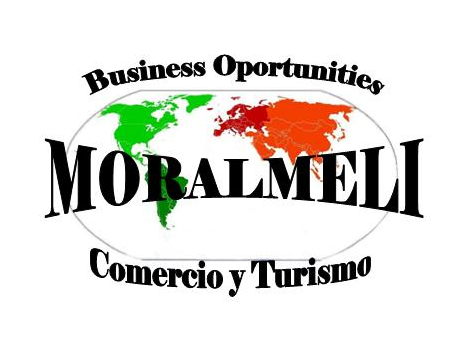 Business Oportunities
MORALMELI
Comercio y Turismo